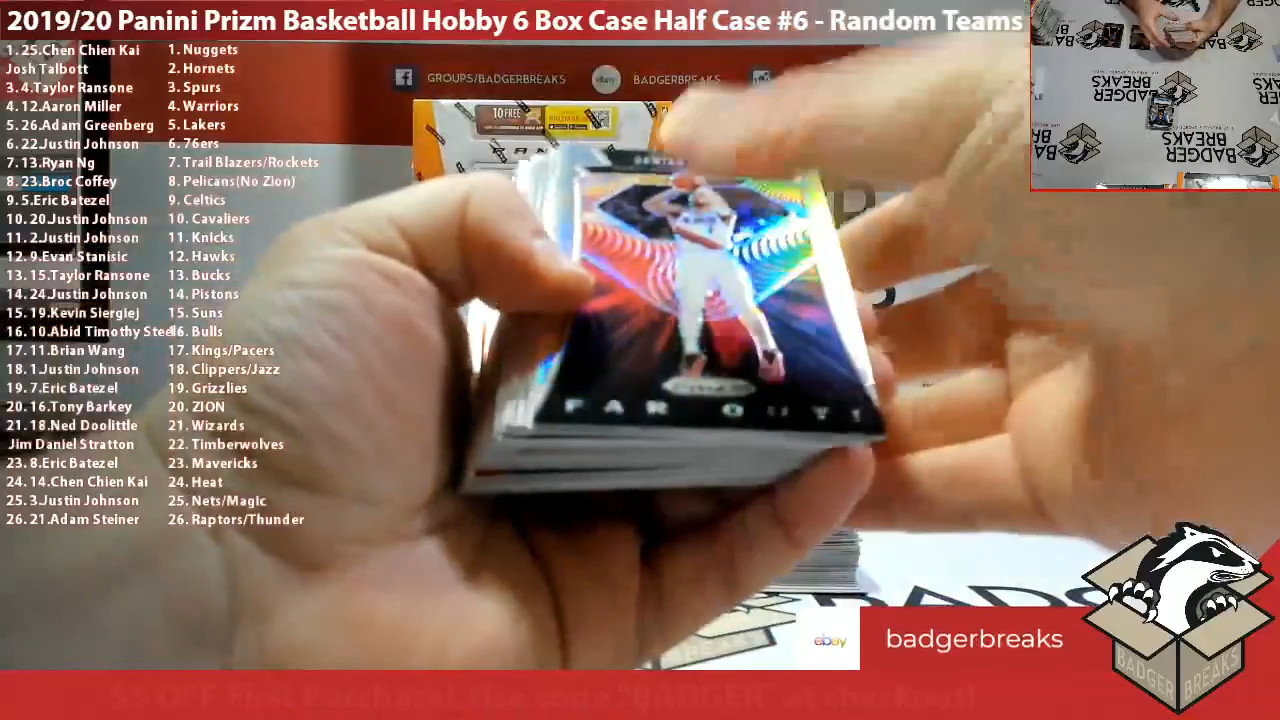 2019/20 Panini Prizm Basketball Hobby 6 Box Case Half Case #6 - Random Teams
1. 25.Chen Chien Kai 1. Nuggets
Josh Talbott 2. Hornets
3. 4.Taylor Ransone 3. Spurs
4. 12.Aaron Miller 4. Warriors
5. 26.Adam Greenberg 5. Lakers
6. 22.Justin Johnson 6. 76ers
7. 13.Ryan Ng 7. Trail Blazers/Rockets
8. 23.Broc Coffey 8. Pelicans(No Zion)
9. 5.Eric Batezel 9. Celtics
10. 20.Justin Johnson 10. Cavaliers
11. 2.Justin Johnson 11. Knicks
12. 9.Evan Stanisic 12. Hawks
13. 15.Taylor Ransone 13. Bucks
14. 24.Justin Johnson 14. Pistons
15. 19.Kevin Siergiej 15. Suns
16. 10.Abid Timothy Steel 16. Bulls
17. 11.Brian Wang 17. Kings/Pacers
18. 1.Justin Johnson 18. Clippers/Jazz
19. 7.Eric Batezel 19. Grizzlies
20. 16.Tony Barkey 20. ZION
21. 18.Ned Doolittle 21. Wizards
Jim Daniel Stratton 22. Timberwolves
23. 8.Eric Batezel 23. Mavericks
24. 14.Chen Chien Kai 24. Heat
25. 3.Justin Johnson 25. Nets/Magic
26. 21.Adam Steiner 26. Raptors/Thunder
GROUPS/BADGERBREAKS ebay BADGERBREAKS
10 FREE
FAR OUT!
BADGER BREAKS
BADGER BREAKS
ebay badgerbreaks
BADGER BREAKS